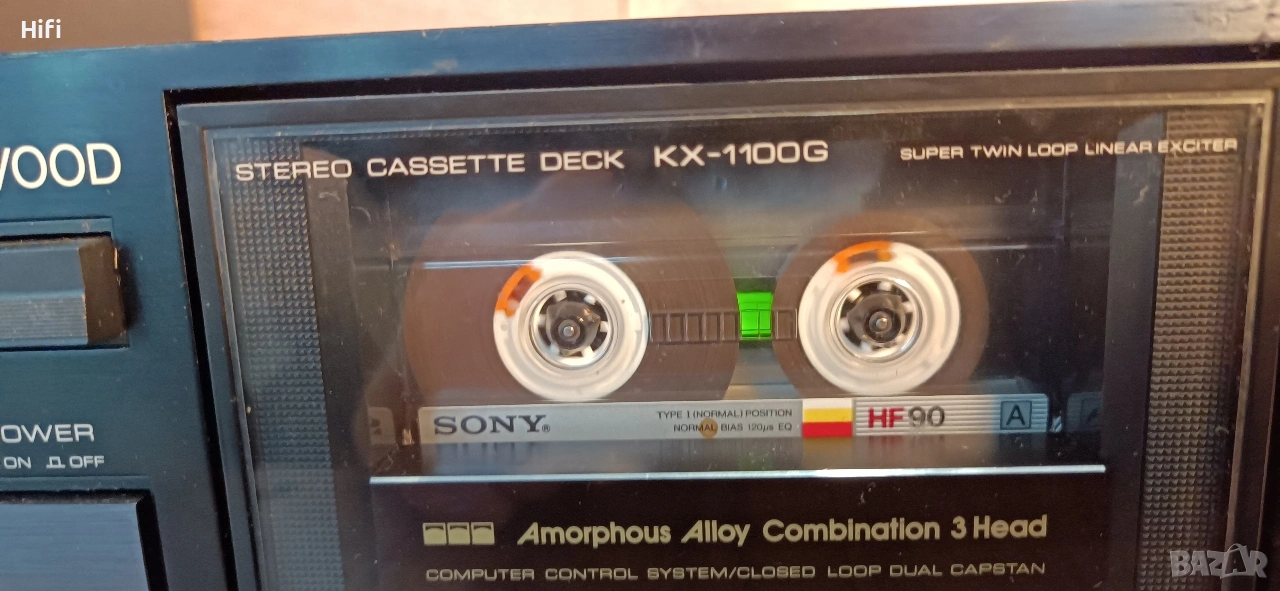 Hifi
WOOD
STEREO CASSETTE DECK KX-1100G
SUPER TWIN LOOP LINEAR EXCITER
SONY®
TYPE I (NORMAL) POSITION
NORMAL BIAS 120μs EQ
HF 90
A
OWER
ON OFF
Amorphous Alloy Combination 3 Head
COMPUTER CONTROL SYSTEM/CLOSED LOOP DUAL CAPSTAN
BAZAR